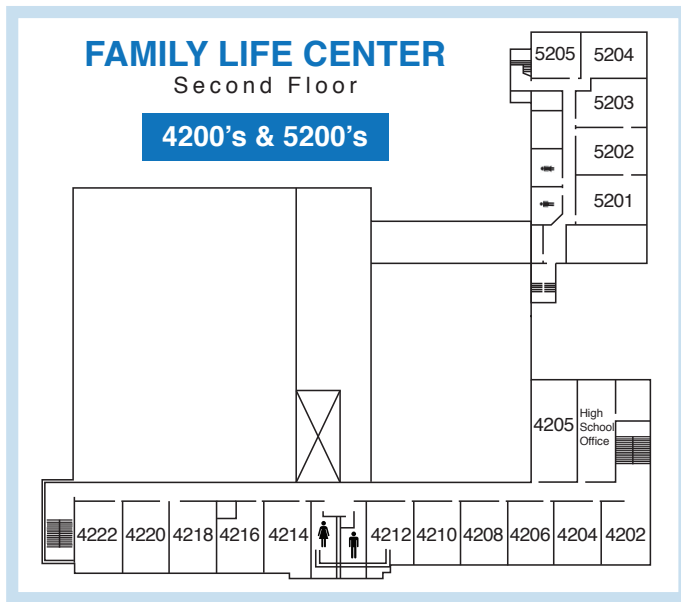 FAMILY LIFE CENTER
Second Floor
4200's & 5200's
5205 5204
5203
5202
5201
4205
High
School
Office
4222 4220 4218 4216 4214 4212 4210 4208 4206 4204 4202